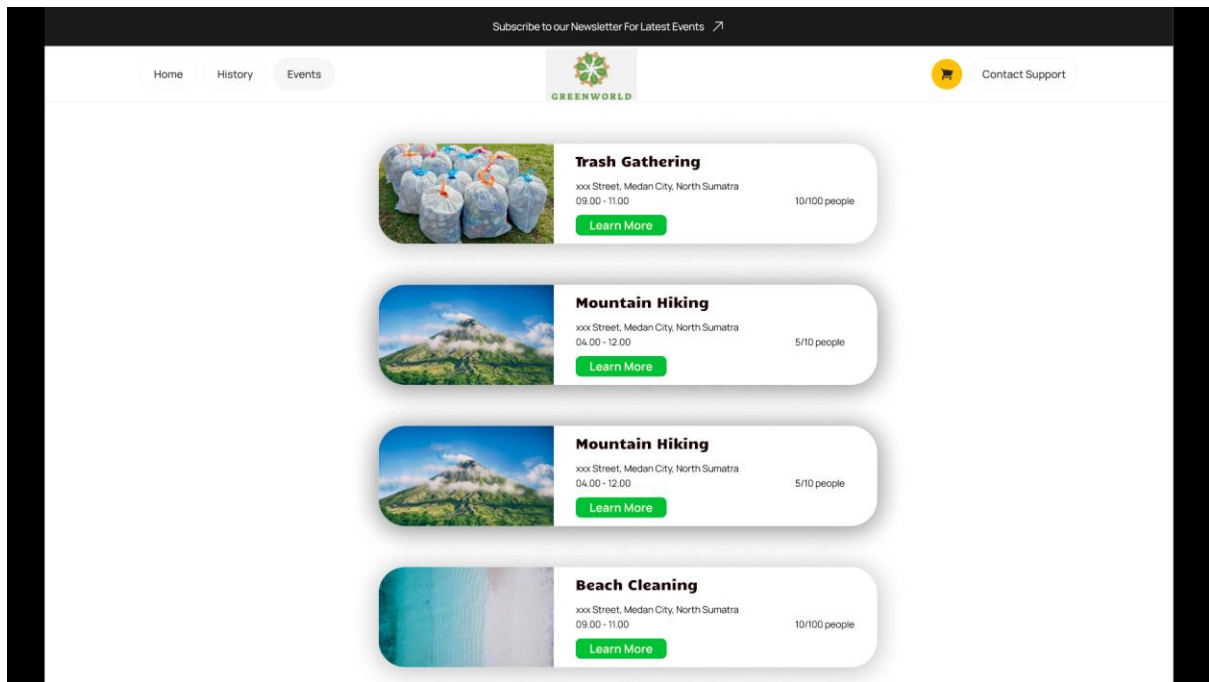 Subscribe to our Newsletter For Latest Events
Home History Events
GREENWORLD
Contact Support
Trash Gathering
xxx Street, Medan City, North Sumatra
09.00 - 11.00 10/100 people
Learn More
Mountain Hiking
xxx Street, Medan City, North Sumatra
04.00 - 12.00 5/10 people
Learn More
Mountain Hiking
xxx Street, Medan City, North Sumatra
04.00 - 12.00 5/10 people
Learn More
Beach Cleaning
xxx Street, Medan City, North Sumatra
09.00 - 11.00 10/100 people
Learn More